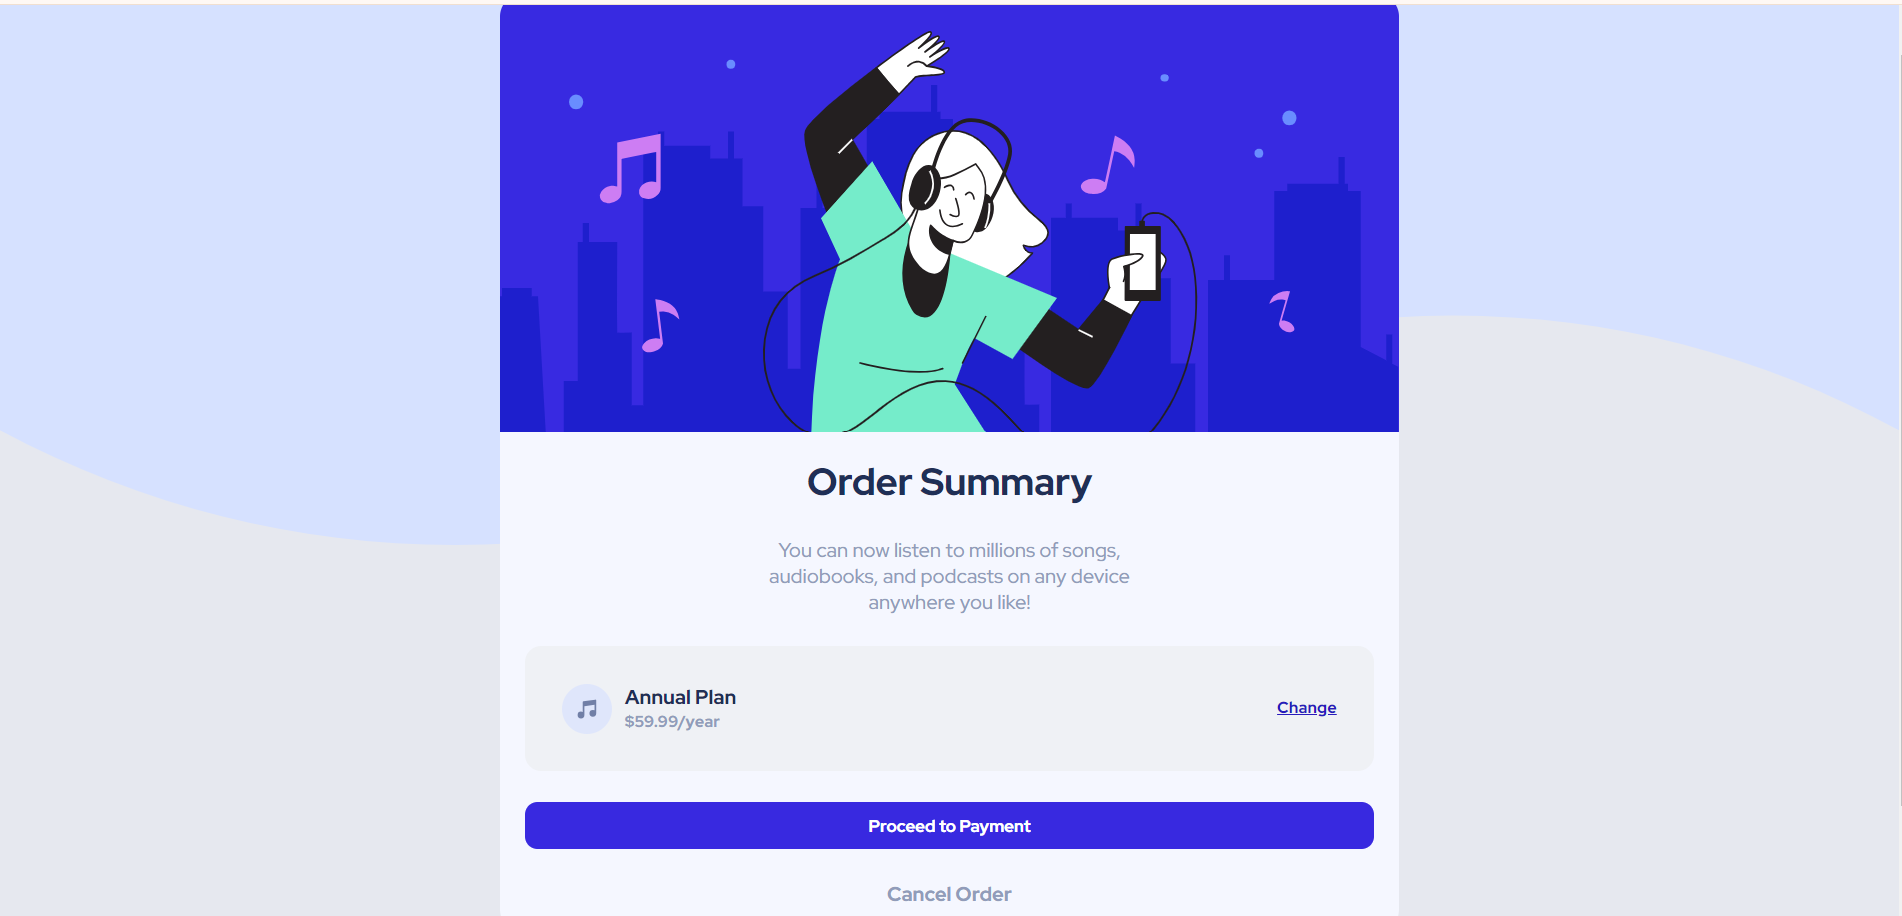 Order Summary
You can now listen to millions of songs,
audiobooks, and podcasts on any device
anywhere you like!
Annual Plan
$59.99/year
Change
Proceed to Payment
Cancel Order